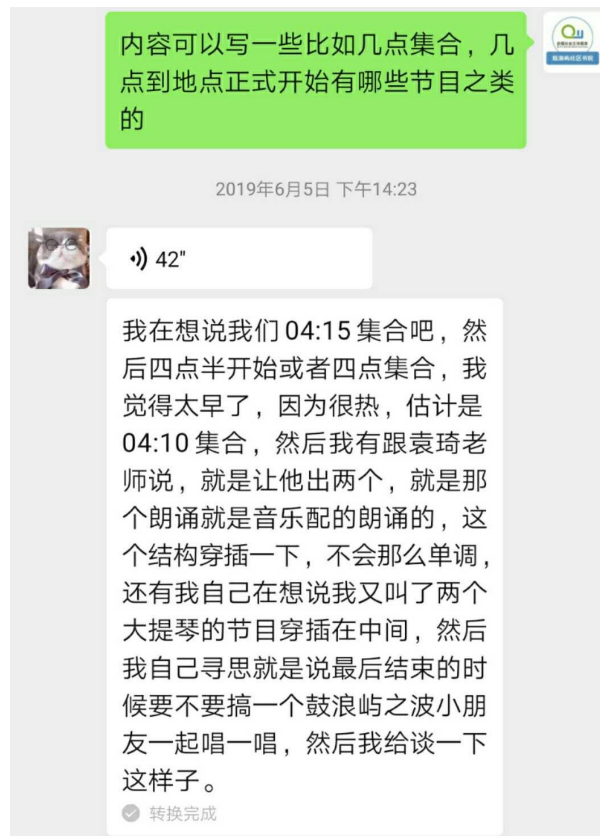 内容可以写一些比如几点集合，几
点到地点正式开始有哪些节目之类
的
2019年6月5日 下午14:23
42"
我在想说我们 04:15 集合吧，然
后四点半开始或者四点集合，我
觉得太早了，因为很热，估计是
04:10 集合，然后我有跟袁琦老
师说，就是让他出两个，就是那
个朗诵就是音乐配的朗诵的，这
个结构穿插一下，不会那么单调，
还有我自己在想说我又叫了两个
大提琴的节目穿插在中间，然后
我自己寻思就是说最后结束的时
候要不要搞一个鼓浪屿之波小朋
友一起唱一唱，然后我给谈一下
这样子。
转换完成